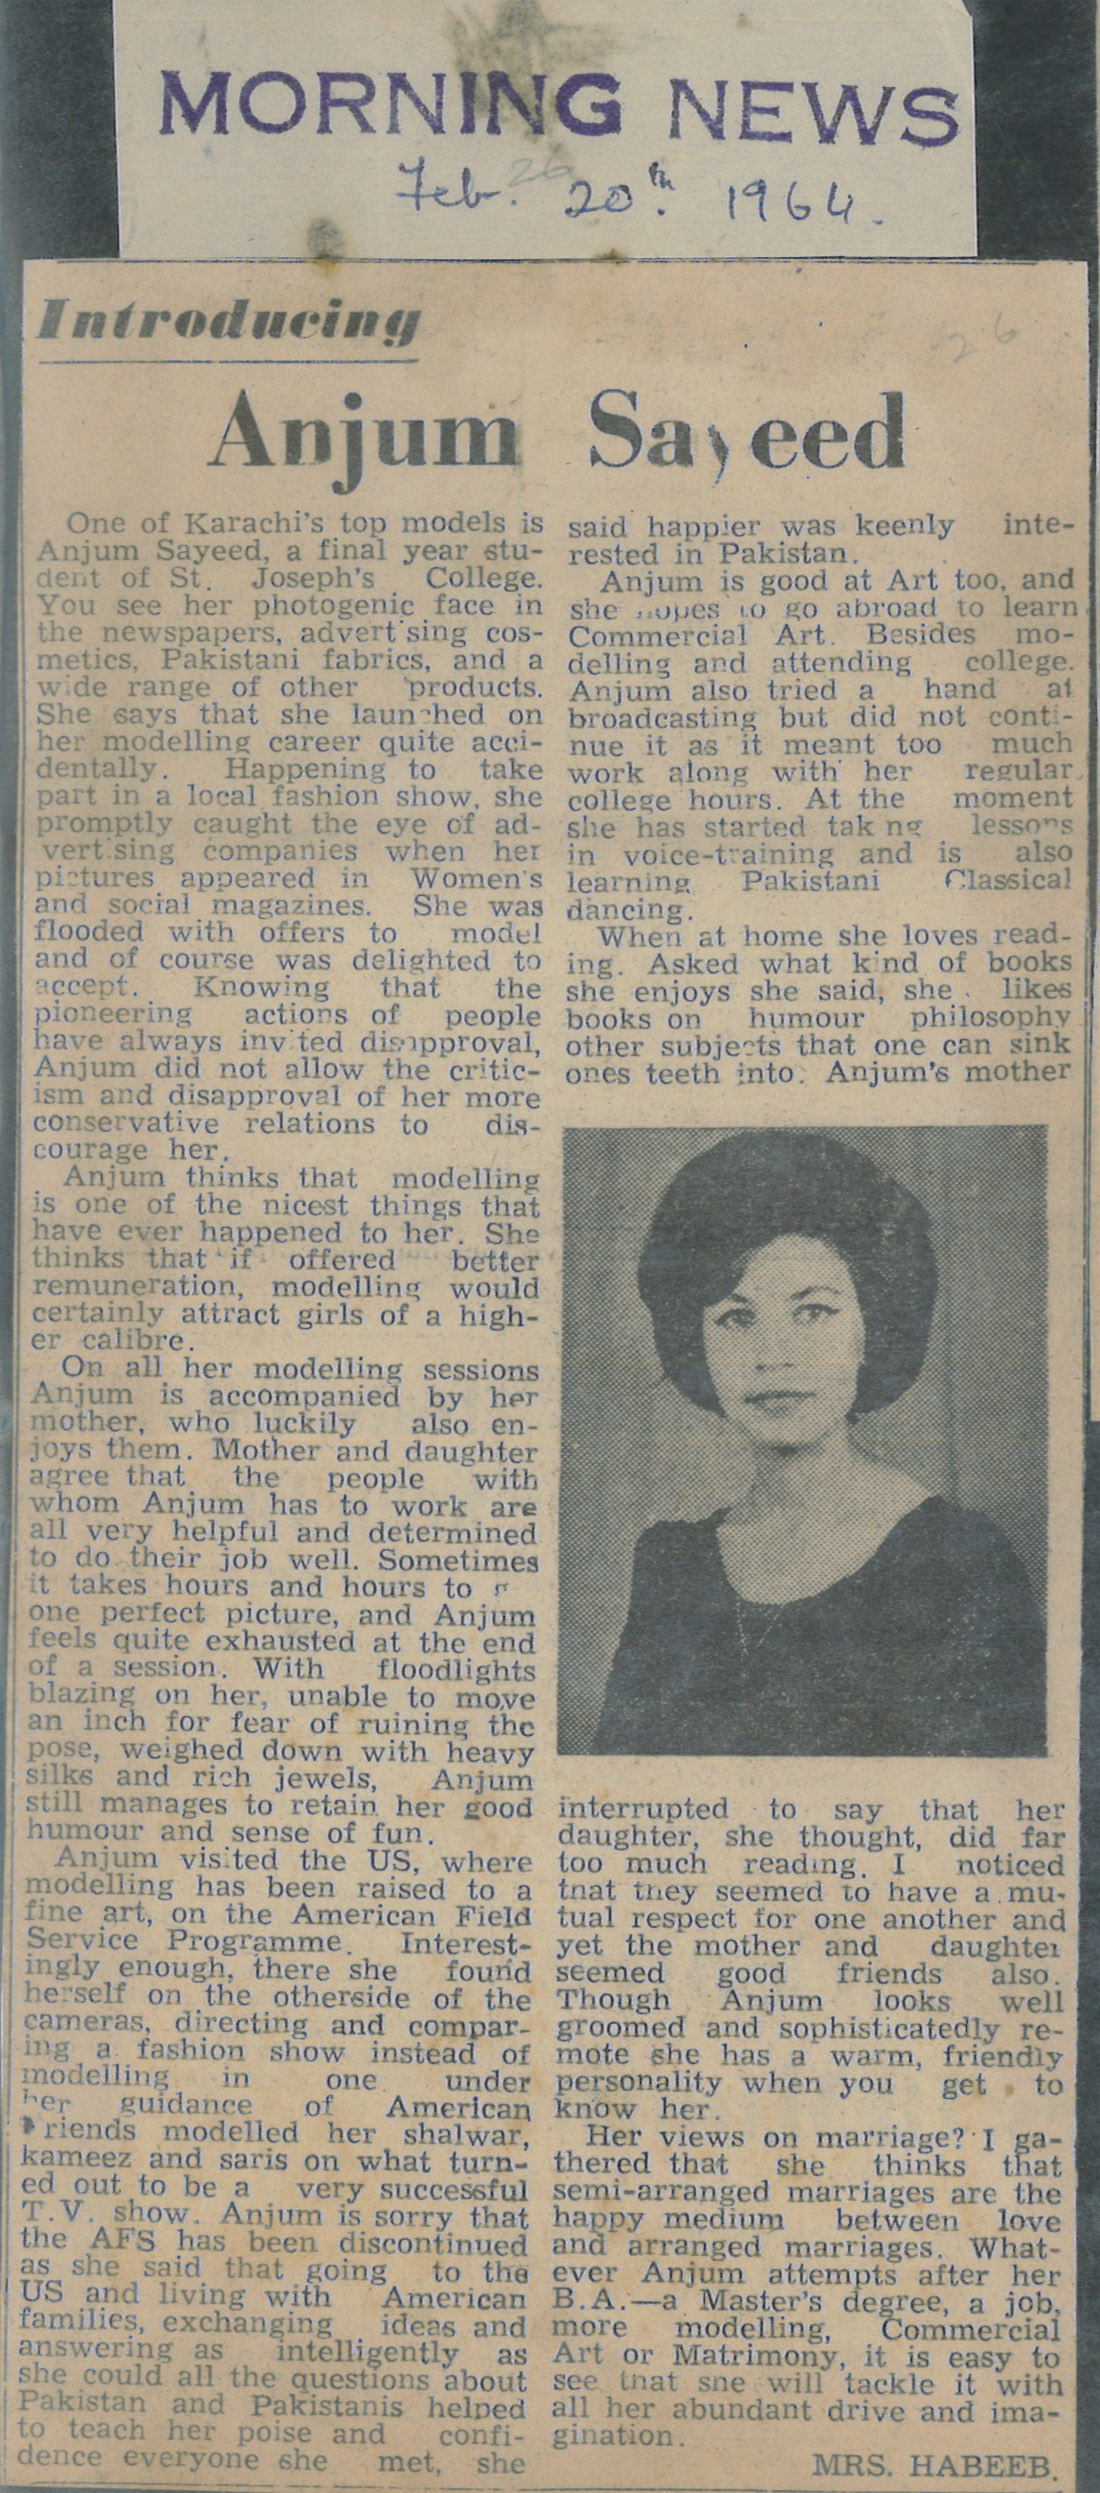 MORNING NEWS
Feb. 20th. 1964.
26
26
Introducing
Anjum Sayeed
One of Karachi's top models is
Anjum Sayeed, a final year stu-
dent of St. Joseph's College.
You see her photogenic face in
the newspapers, advertising cos-
metics, Pakistani fabrics, and a
wide range of other products.
She says that she launched on
her modelling career quite acci-
dentally. Happening to take
part in a local fashion show, she
promptly caught the eye of ad-
vertising companies when her
pictures appeared in Women's
and social magazines. She was
flooded with offers to model
and of course was delighted to
accept. Knowing that the
pioneering actions of people
have always invited disapproval,
Anjum did not allow the critic-
ism and disapproval of her more
conservative relations to dis-
courage her.
Anjum thinks that modelling
is one of the nicest things that
have ever happened to her. She
thinks that if offered better
remuneration, modelling would
certainly attract girls of a high-
er calibre.
On all her modelling sessions
Anjum is accompanied by her
mother, who luckily also en-
joys them. Mother and daughter
agree that the people with
whom Anjum has to work are
all very helpful and determined
to do their job well. Sometimes
it takes hours and hours to
one perfect picture, and Anjum
feels quite exhausted at the end
of a session. With floodlights
blazing on her, unable to move
an inch for fear of ruining the
pose, weighed down with heavy
silks and rich jewels, Anjum
still manages to retain her good
humour and sense of fun.
Anjum visited the US, where
modelling has been raised to a
fine art, on the American Field
Service Programme. Interest-
ingly enough, there she found
herself on the otherside of the
cameras, directing and compar-
ing a fashion show instead of
modelling in one under
her guidance of American
Friends modelled her shalwar,
kameez and saris on what turn-
ed out to be a very successful
T.V. show. Anjum is sorry that
the AFS has been discontinued
as she said that going to the
US and living with American
families, exchanging ideas and
answering as intelligently as
she could all the questions about
Pakistan and Pakistanis helped
to teach her poise and confi-
dence everyone she met, she
said happier was keenly inte-
rested in Pakistan.
Anjum is good at Art too, and
she hopes to go abroad to learn
Commercial Art. Besides mo-
delling and attending college.
Anjum also tried a hand at
broadcasting but did not conti-
nue it as it meant too much
work along with her regular
college hours. At the moment
she has started taking lessons
in voice-training and is also
learning Pakistani Classical
dancing.
When at home she loves read-
ing. Asked what kind of books
she enjoys she said, she likes
books on humour philosophy
other subjects that one can sink
ones teeth into. Anjum's mother
interrupted to say that her
daughter, she thought, did far
too much reading. I noticed
that they seemed to have a mu-
tual respect for one another and
yet the mother and daughter
seemed good friends also.
Though Anjum looks well
groomed and sophisticatedly re-
mote she has a warm, friendly
personality when you get to
know her.
Her views on marriage? I ga-
thered that she thinks that
semi-arranged marriages are the
happy medium between love
and arranged marriages. What-
ever Anjum attempts after her
B.A.—a Master's degree, a job,
more modelling, Commercial
Art or Matrimony, it is easy to
see that she will tackle it with
all her abundant drive and ima-
gination.
MRS. HABEEB.